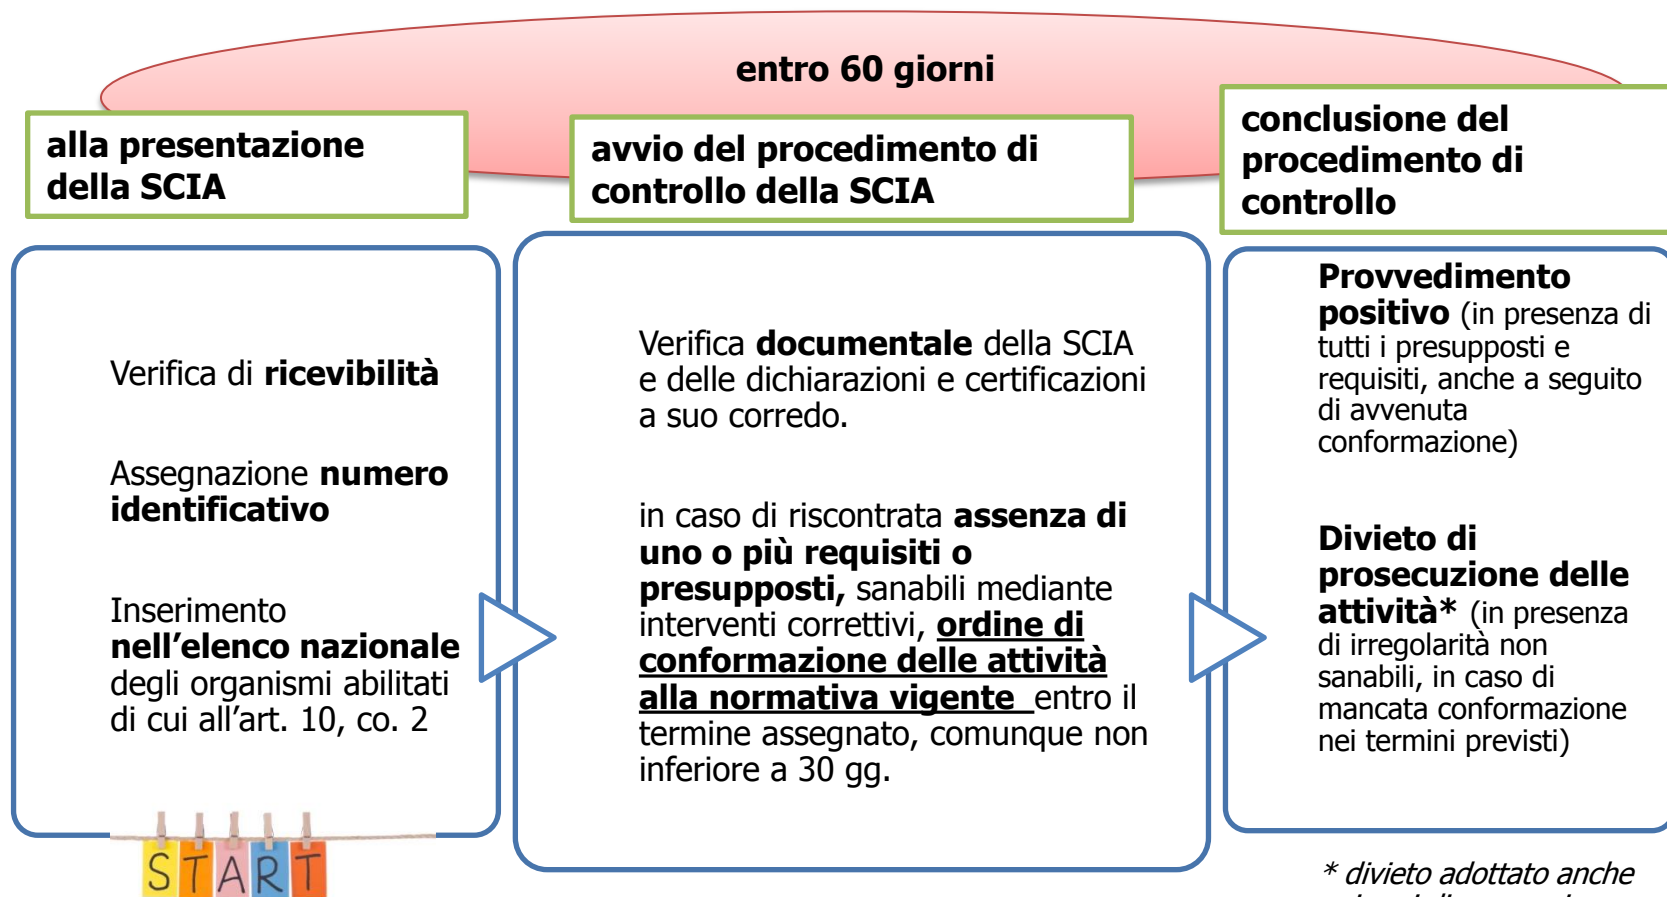 entro 60 giorni
alla presentazione
della SCIA
avvio del procedimento di
controllo della SCIA
conclusione del
procedimento di
controllo
Verifica di ricevibilità
Assegnazione numero
identificativo
Inserimento
nell’elenco nazionale
degli organismi abilitati
di cui all’art. 10, co. 2
START
Verifica documentale della SCIA
e delle dichiarazioni e certificazioni
a suo corredo.
in caso di riscontrata assenza di
uno o più requisiti o
presupposti, sanabili mediante
interventi correttivi, ordine di
conformazione delle attività
alla normativa vigente entro il
termine assegnato, comunque non
inferiore a 30 gg.
Provvedimento
positivo (in presenza di
tutti i presupposti e
requisiti, anche a seguito
di avvenuta
conformazione)
Divieto di
prosecuzione delle
attività* (in presenza
di irregolarità non
sanabili, in caso di
mancata conformazione
nei termini previsti)
* divieto adottato anche